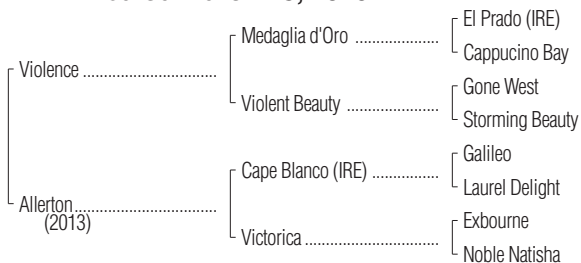 El Prado (IRE)
Medaglia d'Oro ....................
Cappucino Bay
Violence ................................
Gone West
Violent Beauty ......................
Storming Beauty
Galileo
Cape Blanco (IRE) ................
Laurel Delight
Allerton ..................................
(2013)
Exbourne
Victorica ................................
Noble Natisha